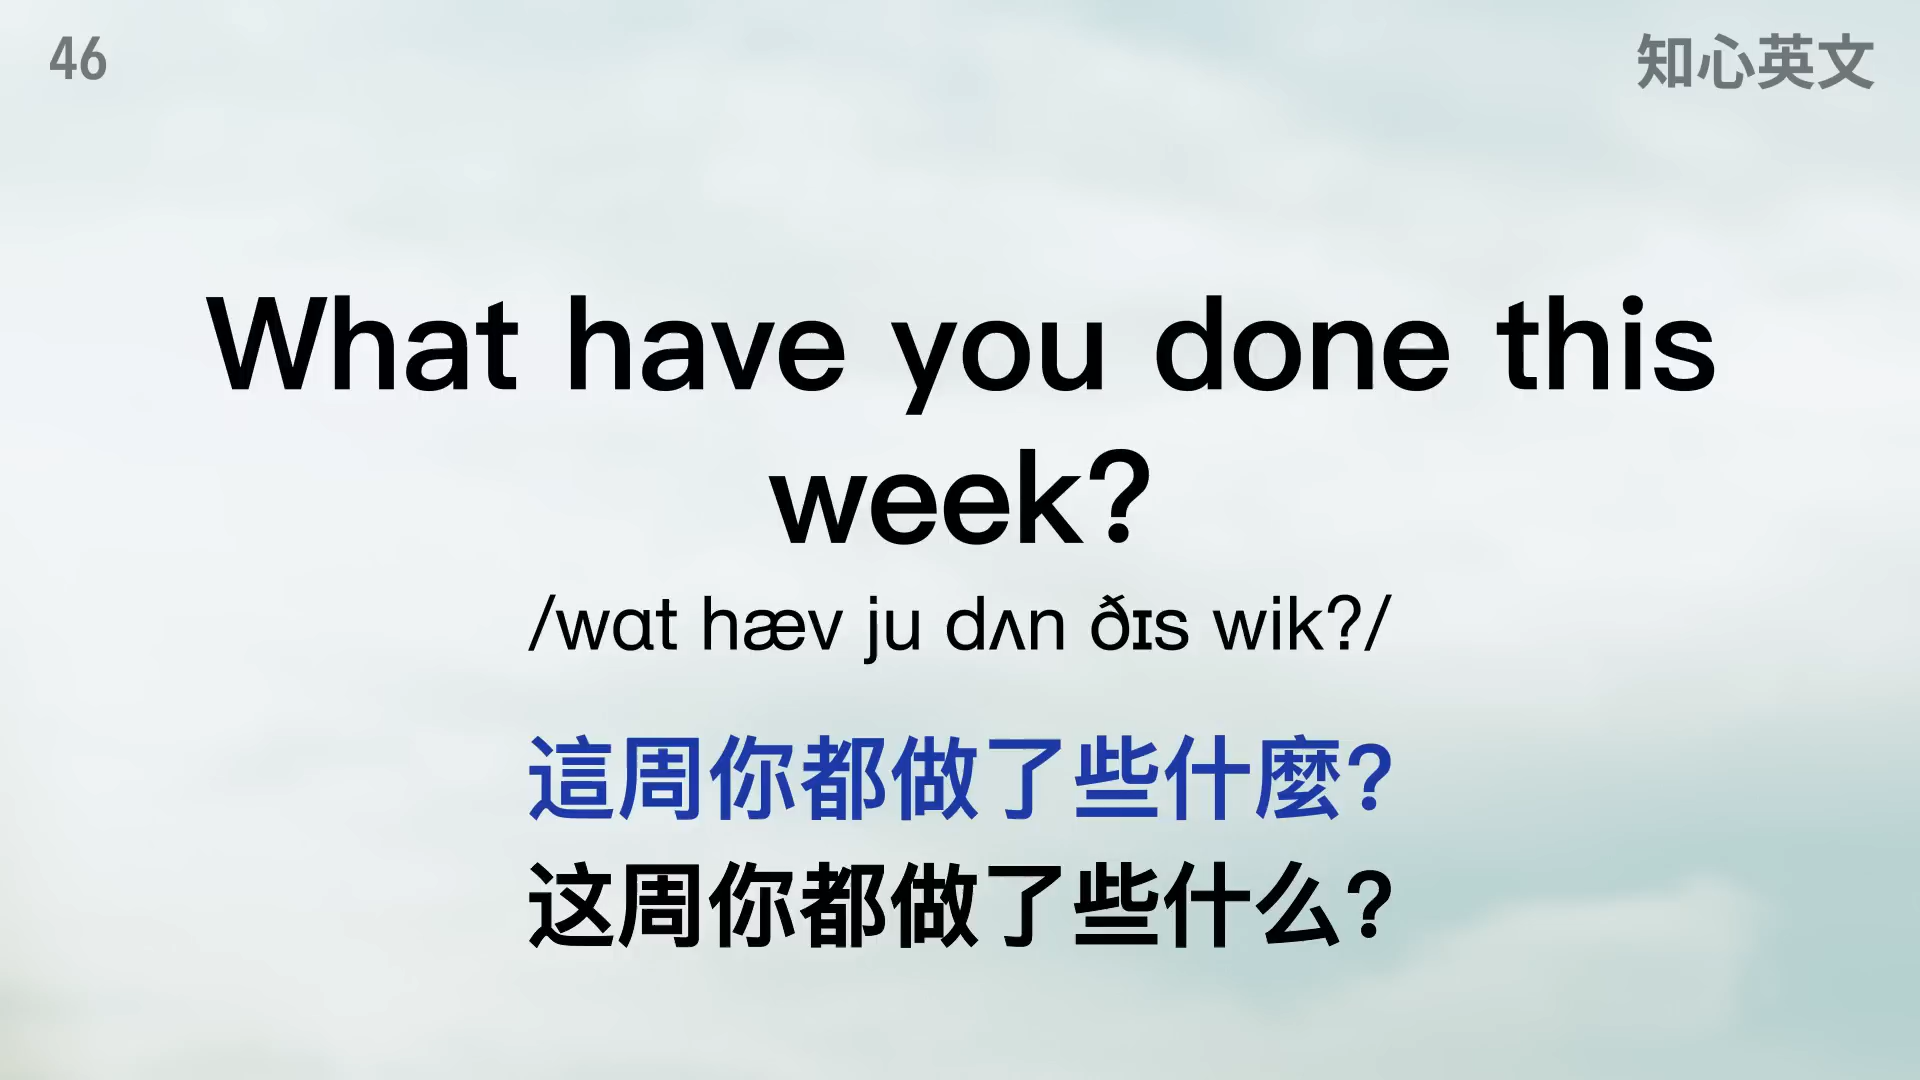 46
知心英文
What have you done this
week?
/wɑt hæv ju dʌn ðɪs wik?/
這周你都做了些什麼?
这周你都做了些什么?